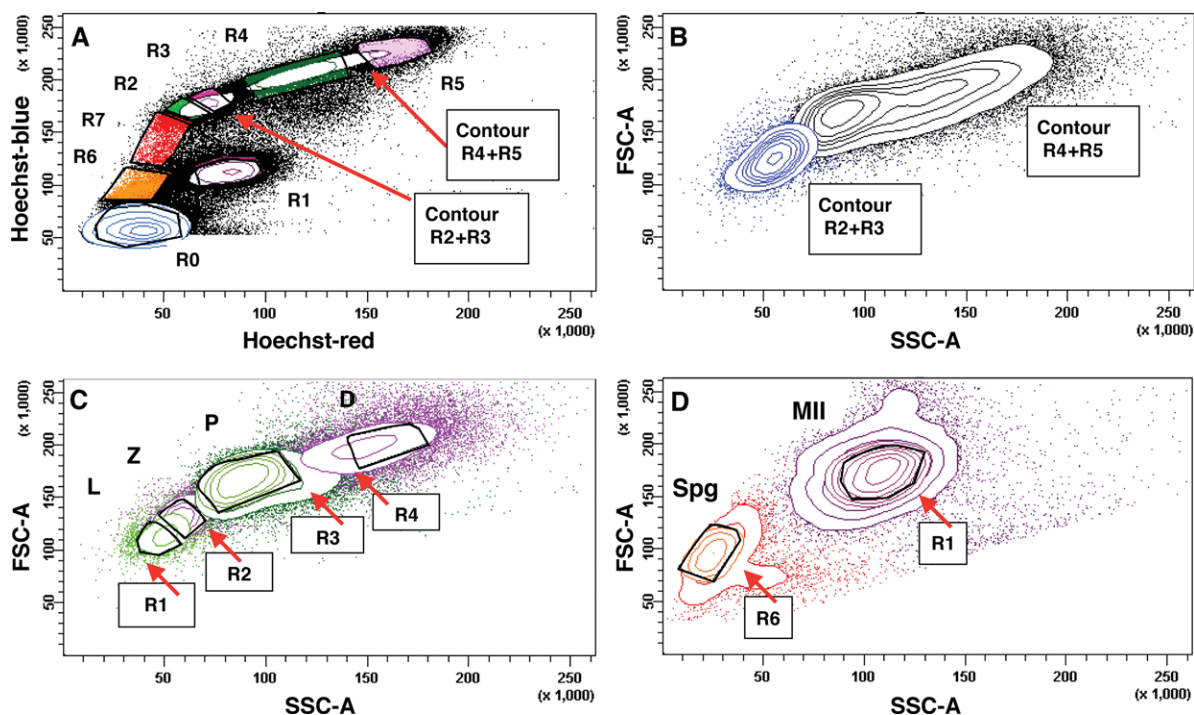 A
R4
R3
R2
R7
R6
R5
R1
R0
Contour
R4+R5
Contour
R2+R3
(x 1,000)
250
200
150
100
50
Hoechst-blue
50
100
150
200
250
(x 1,000)
Hoechst-red
B
Contour
R4+R5
Contour
R2+R3
(x 1,000)
250
200
150
100
50
FSC-A
50
100
150
200
250
(x 1,000)
SSC-A
C
D
P
Z
L
R4
R3
R2
R1
(x 1,000)
250
200
150
100
50
FSC-A
50
100
150
200
250
(x 1,000)
SSC-A
D
MII
Spg
R1
R6
(x 1,000)
250
200
150
100
50
FSC-A
50
100
150
200
250
(x 1,000)
SSC-A